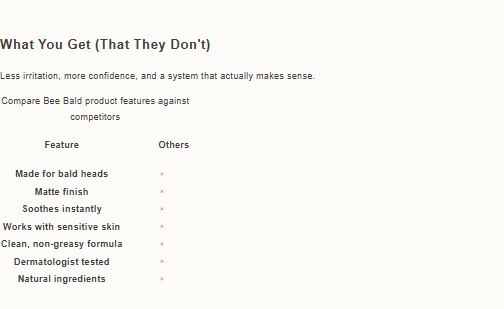 What You Get (That They Don't)
Less irritation, more confidence, and a system that actually makes sense.
Compare Bee Bald product features against
competitors
Feature Others
Made for bald heads ×
Matte finish ×
Soothes instantly ×
Works with sensitive skin ×
Clean, non-greasy formula ×
Dermatologist tested ×
Natural ingredients ×